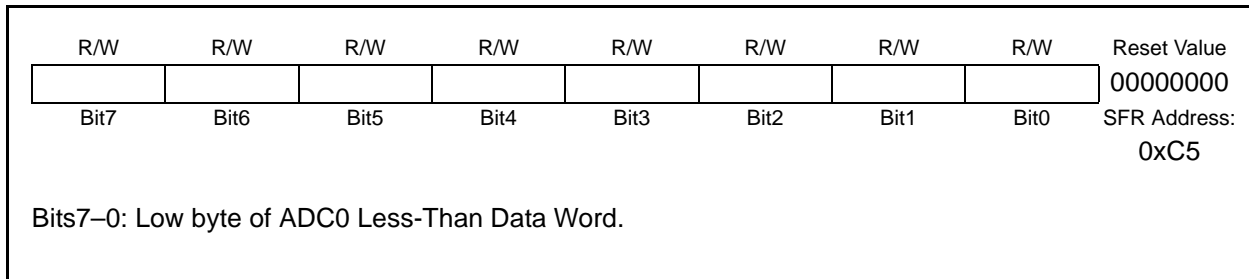 R/W R/W R/W R/W R/W R/W R/W R/W Reset Value
00000000
Bit7 Bit6 Bit5 Bit4 Bit3 Bit2 Bit1 Bit0 SFR Address:
0xC5
Bits7–0: Low byte of ADC0 Less-Than Data Word.